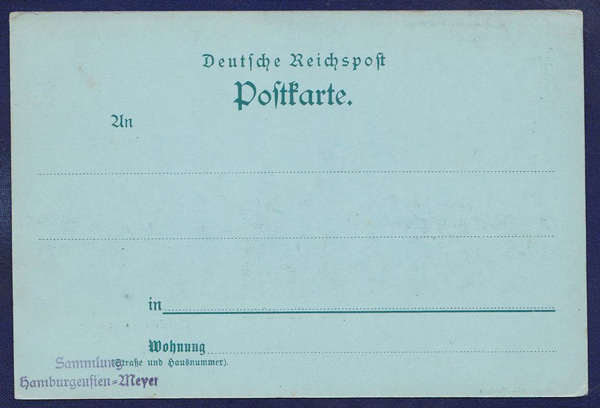 Deutſche Reichspoſt
Poſtkarte.
An
in
Wohnung
(Straße und Hausnummer).
Sammlung
Hamburgenſien-Meyer